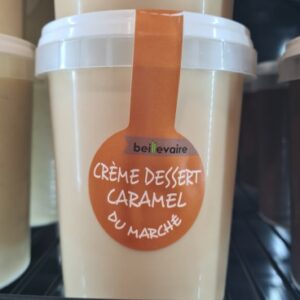 beillevaire
CRÈME DESSERT
CARAMEL
DU MARCHÉ